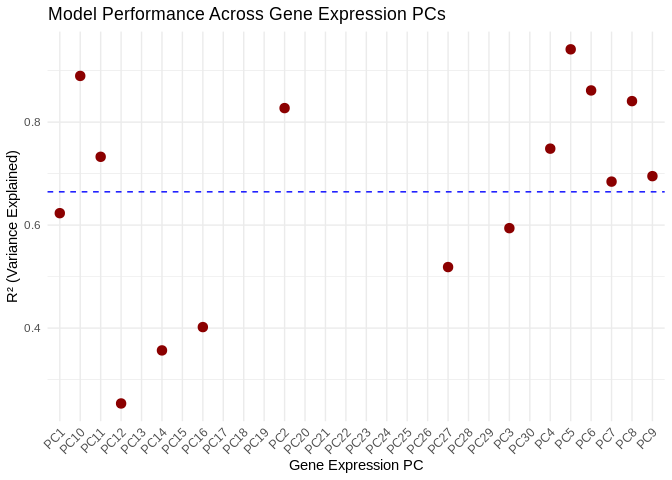 Model Performance Across Gene Expression PCs
R² (Variance Explained)
0.8
0.6
0.4
PC1 PC10 PC11 PC12 PC13 PC14 PC15 PC16 PC17 PC18 PC19 PC2 PC20 PC21 PC22 PC23 PC24 PC25 PC26 PC27 PC28 PC29 PC3 PC30 PC4 PC5 PC6 PC7 PC8 PC9
Gene Expression PC